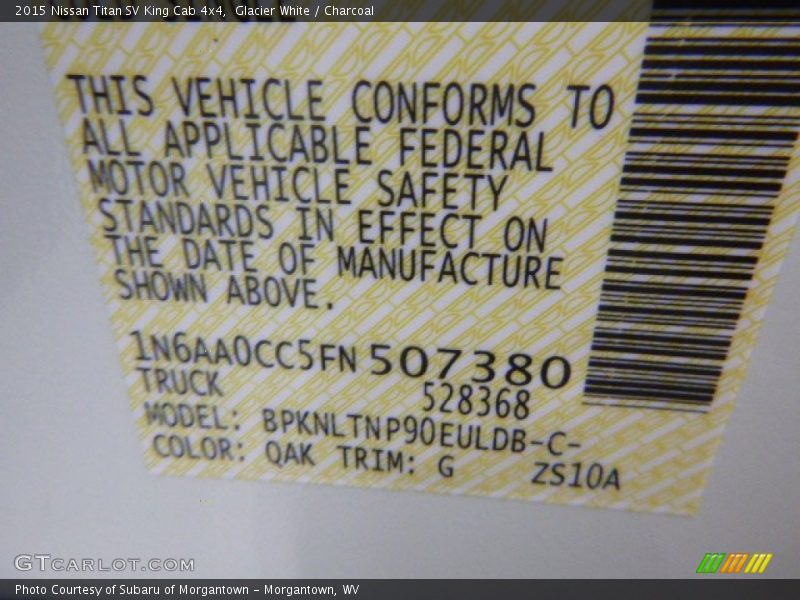 2015 Nissan Titan SV King Cab 4x4,  Glacier White / Charcoal
THIS VEHICLE CONFORMS TO
ALL APPLICABLE FEDERAL
MOTOR VEHICLE SAFETY
STANDARDS IN EFFECT ON
THE DATE OF MANUFACTURE
SHOWN ABOVE.
1N6AA0CC5FN507380
TRUCK 528368
MODEL: BPKNLTNP90EULDB-C-
COLOR: QAK TRIM: G ZS10A
GTCARLOT.COM
Photo Courtesy of Subaru of Morgantown - Morgantown, WV